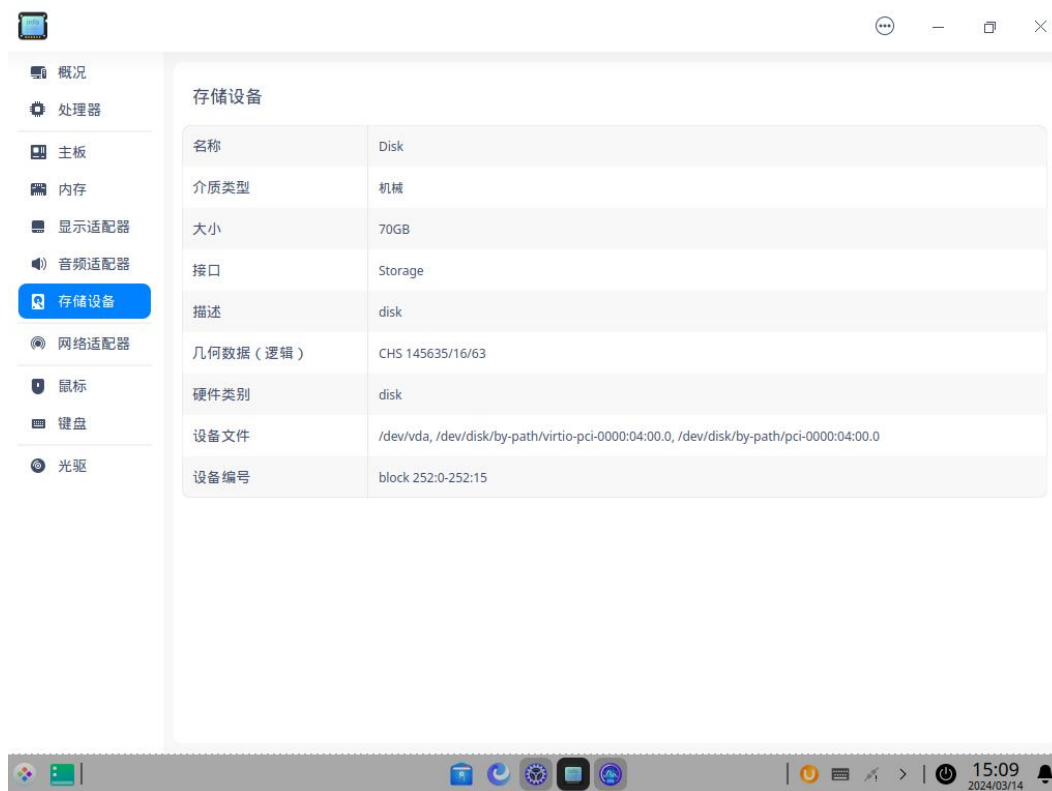 概况
处理器
主板
内存
显示适配器
音频适配器
存储设备
网络适配器
鼠标
键盘
光驱
存储设备
名称 Disk
介质类型 机械
大小 70GB
接口 Storage
描述 disk
几何数据（逻辑） CHS 145635/16/63
硬件类别 disk
设备文件 /dev/vda, /dev/disk/by-path/virtio-pci-0000:04:00.0, /dev/disk/by-path/pci-0000:04:00.0
设备编号 block 252:0-252:15
15:09
2024/03/14